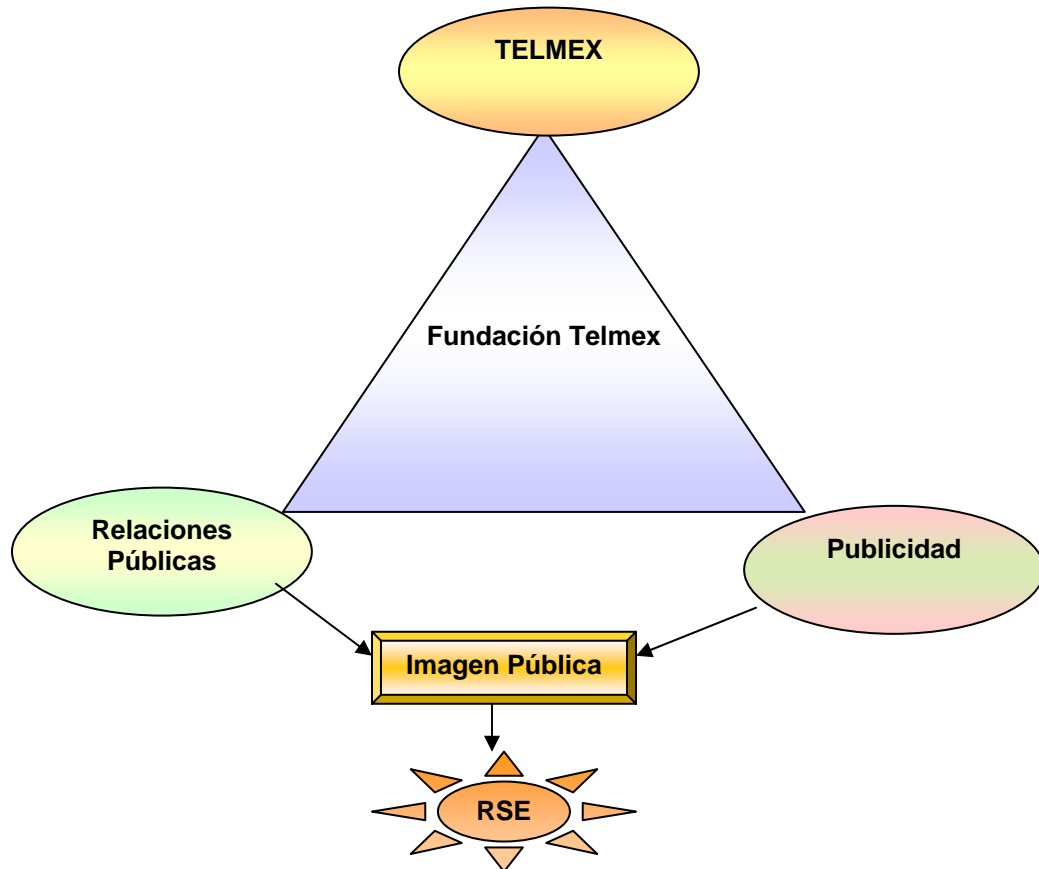 TELMEX
Fundación Telmex
Relaciones
Públicas
Publicidad
Imagen Pública
RSE